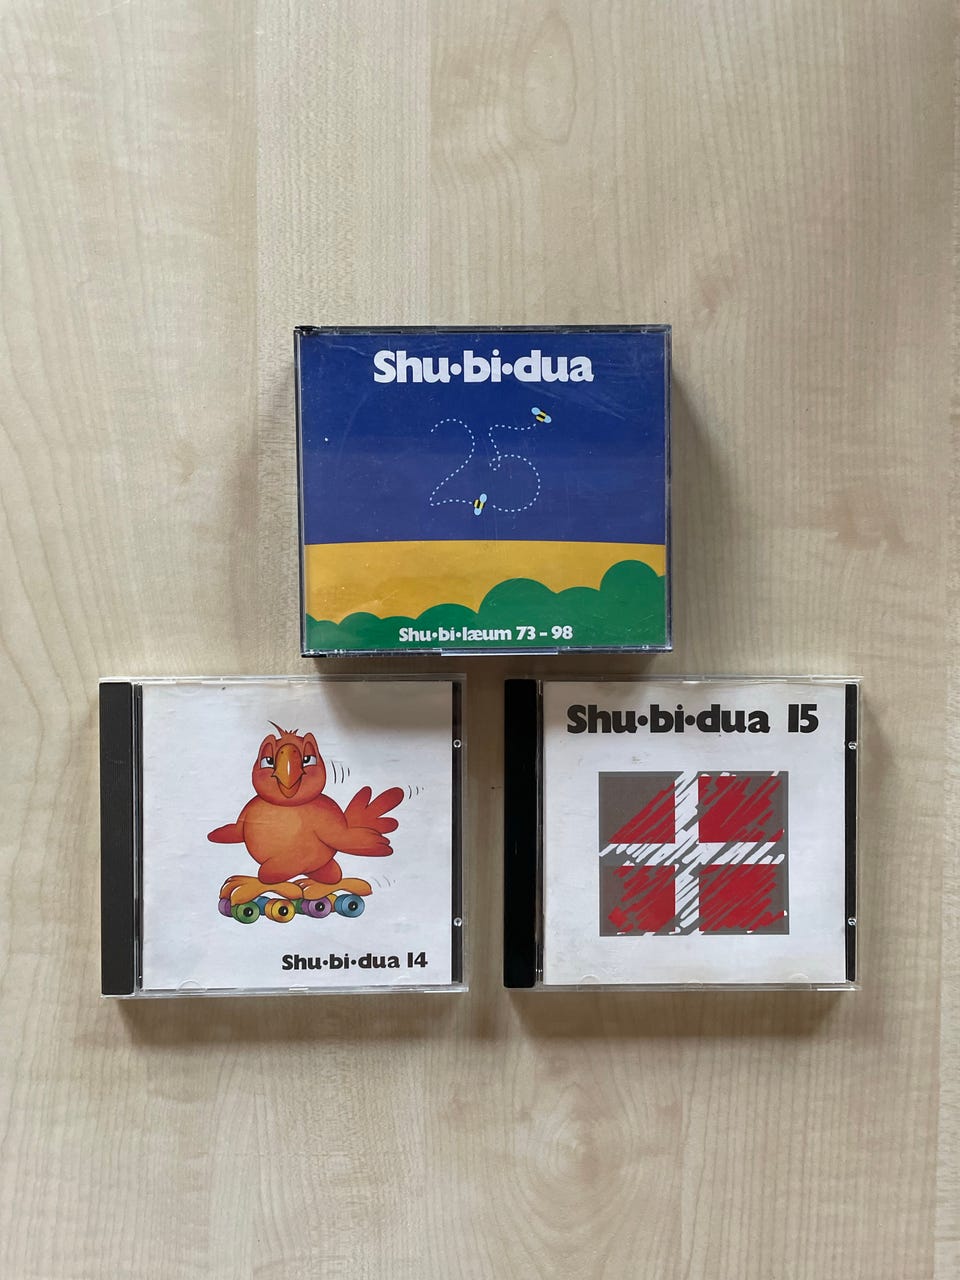 Shu•bi•dua
25
Shu•bi•læum 73 – 98
Shu•bi•dua 14
Shu•bi•dua 15